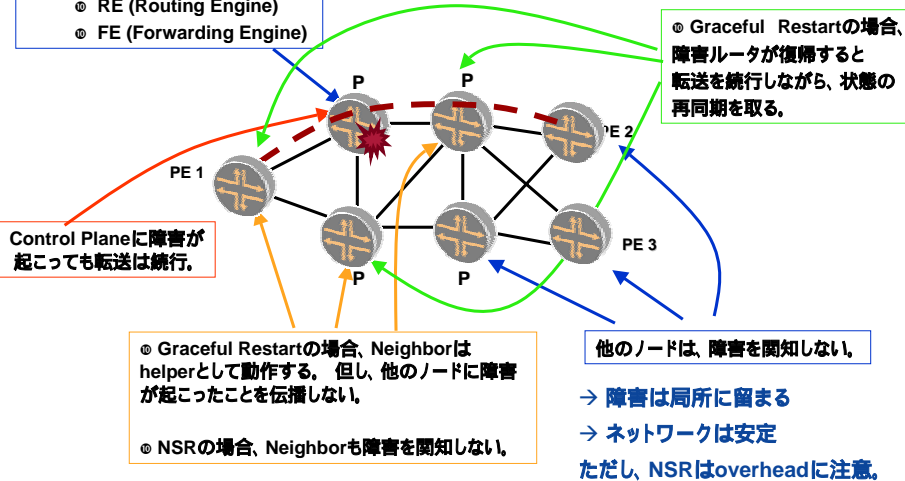 RE (Routing Engine)
FE (Forwarding Engine)
Graceful Restartの場合、
障害ルータが復帰すると
転送を続行しながら、状態の
再同期を取る。
P
P
PE 2
PE 1
PE 3
P
P
Control Planeに障害が
起こっても転送は続行。
Graceful Restartの場合、Neighborは
helperとして動作する。 但し、他のノードに障害
が起こったことを伝播しない。
NSRの場合、Neighborも障害を関知しない。
他のノードは、障害を関知しない。
→ 障害は局所に留まる
→ ネットワークは安定
ただし、NSRはoverheadに注意。